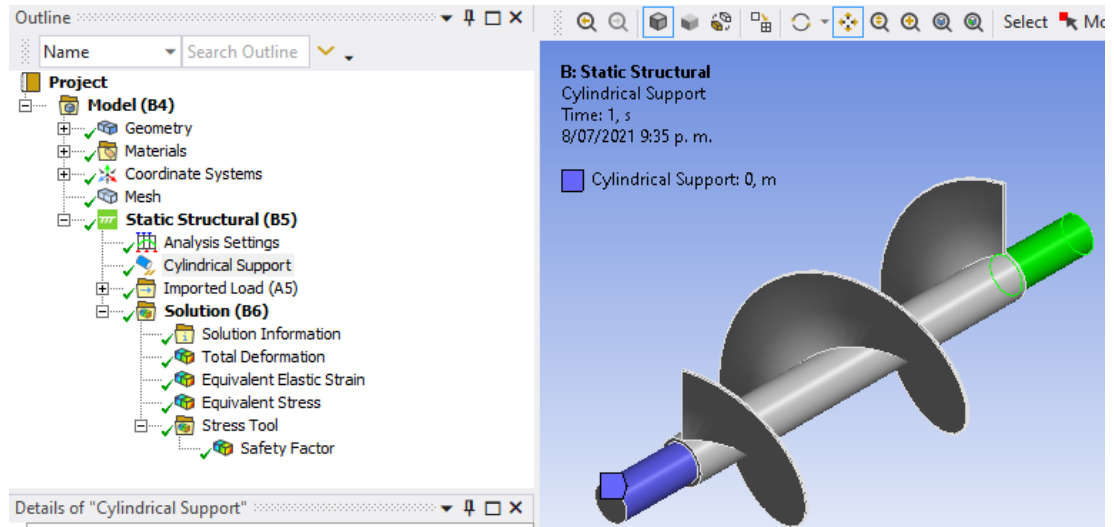 Outline
Name
Search Outline
Project
Model (B4)
Geometry
Materials
Coordinate Systems
Mesh
Static Structural (B5)
Analysis Settings
Cylindrical Support
Imported Load (A5)
Solution (B6)
Solution Information
Total Deformation
Equivalent Elastic Strain
Equivalent Stress
Stress Tool
Safety Factor
Details of "Cylindrical Support"
Select Mo
B: Static Structural
Cylindrical Support
Time: 1, s
8/07/2021 9:35 p. m.
Cylindrical Support: 0, m